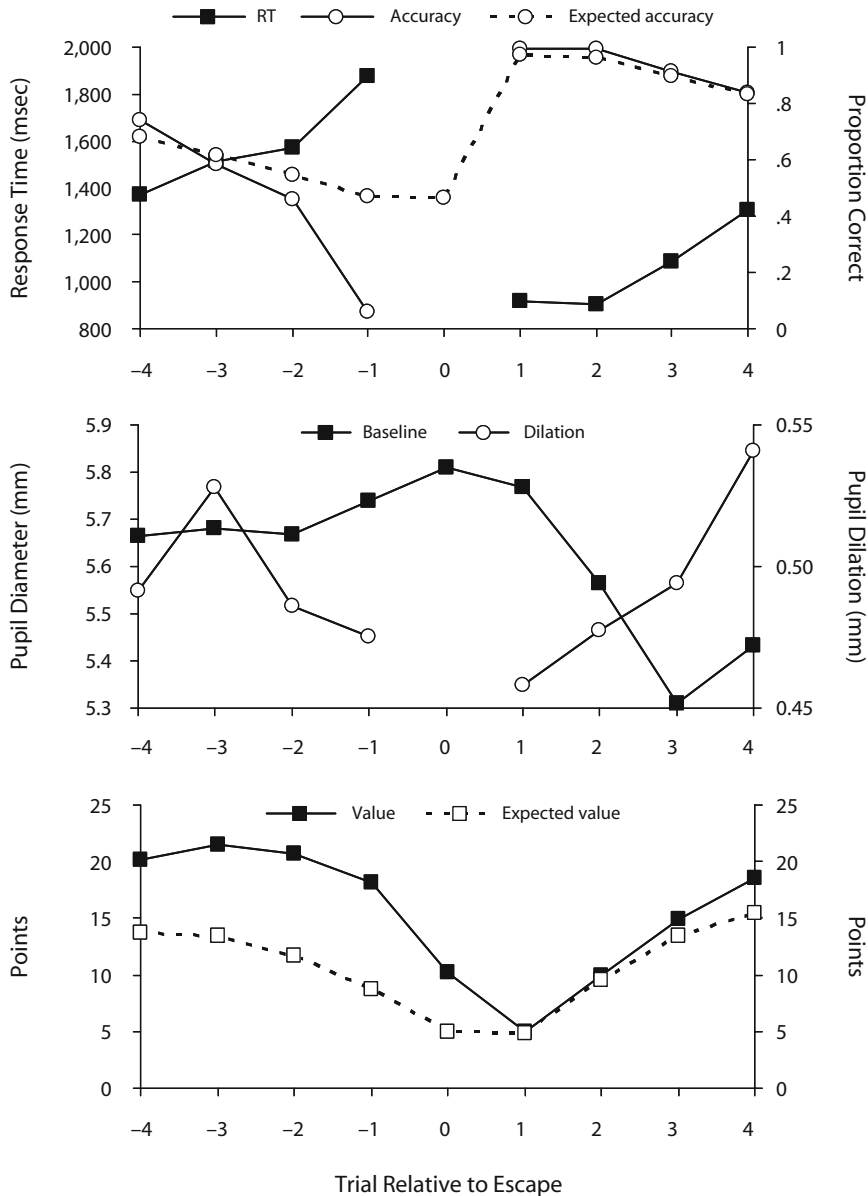 RT Accuracy Expected accuracy
2,000
1,800
1,600
1,400
1,200
1,000
800
Response Time (msec)
1
.8
.6
.4
.2
0
Proportion Correct
–4 –3 –2 –1 0 1 2 3 4
Baseline Dilation
5.9
5.8
5.7
5.6
5.5
5.4
5.3
Pupil Diameter (mm)
0.55
0.50
0.45
Pupil Dilation (mm)
–4 –3 –2 –1 0 1 2 3 4
Value Expected value
25
20
15
10
5
0
Points
25
20
15
10
5
0
Points
–4 –3 –2 –1 0 1 2 3 4
Trial Relative to Escape